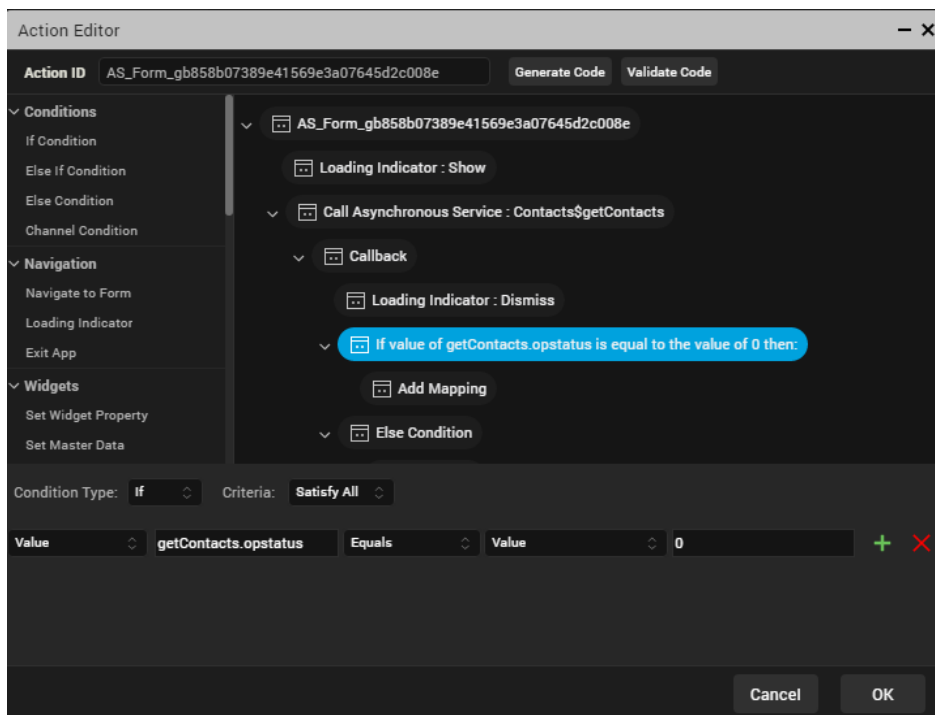 Action Editor
Action ID AS_Form_gb858b07389e41569e3a07645d2c008e Generate Code Validate Code
Conditions
If Condition
Else If Condition
Else Condition
Channel Condition
Navigation
Navigate to Form
Loading Indicator
Exit App
Widgets
Set Widget Property
Set Master Data
AS_Form_gb858b07389e41569e3a07645d2c008e
Loading Indicator : Show
Call Asynchronous Service : Contacts$getContacts
Callback
Loading Indicator : Dismiss
If value of getContacts.opstatus is equal to the value of 0 then:
Add Mapping
Else Condition
Condition Type: If Criteria: Satisfy All
Value getContacts.opstatus Equals Value 0
Cancel OK